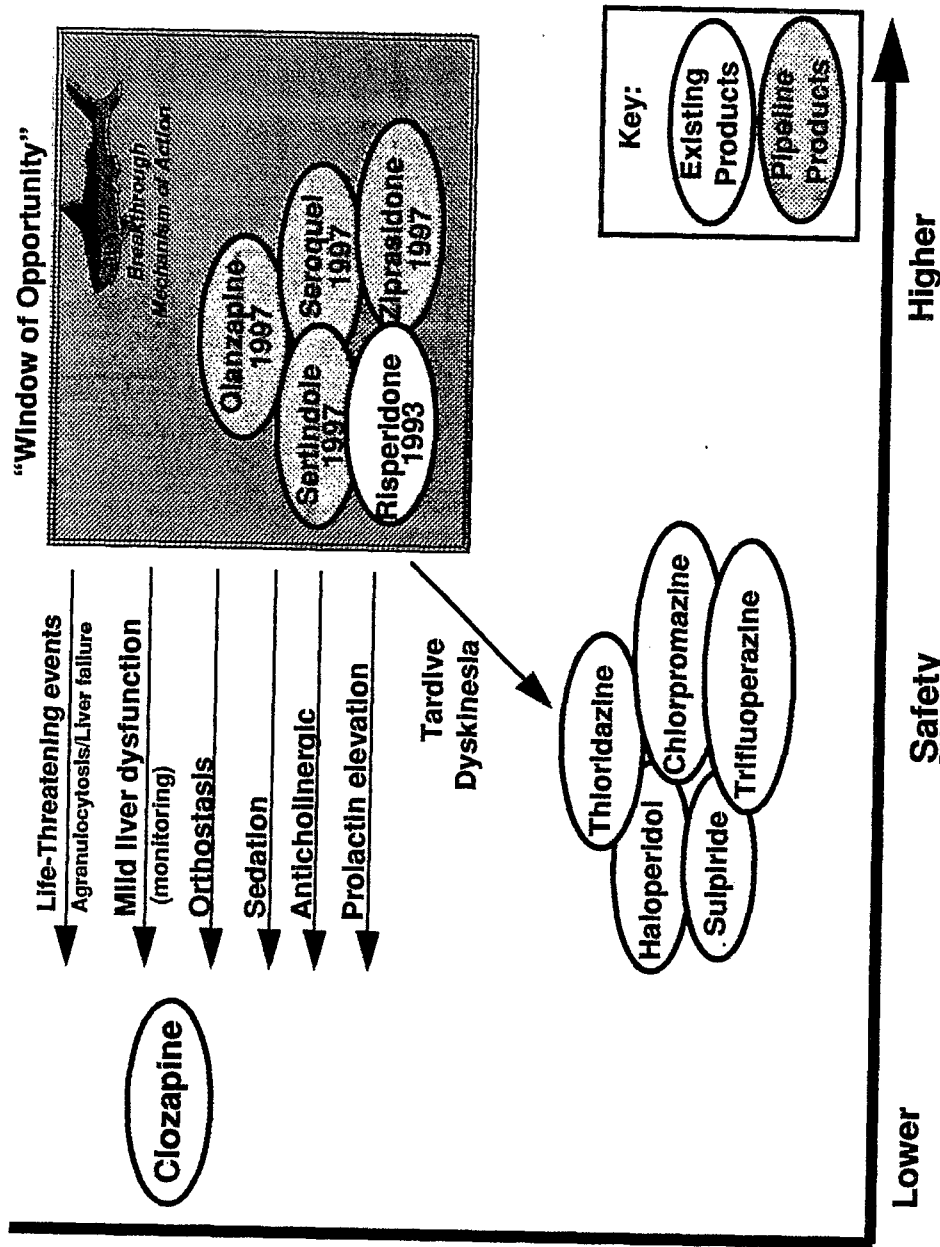 "Window of Opportunity"
Breakthrough
Mechanism of Action
Life-Threatening events
Agranulocytosis/Liver failure
Mild liver dysfunction
(monitoring)
Orthostasis
Sedation
Anticholinergic
Prolactin elevation
Clozapine
Olanzapine
1997
Sertindole
1997
Seroquel
1997
Risperidone
1993
Ziprasidone
1997
Tardive
Dyskinesia
Thioridazine
Haloperidol
Chlorpromazine
Sulpiride
Trifluoperazine
Key:
Existing
Products
Pipeline
Products
Lower
Higher
Safety